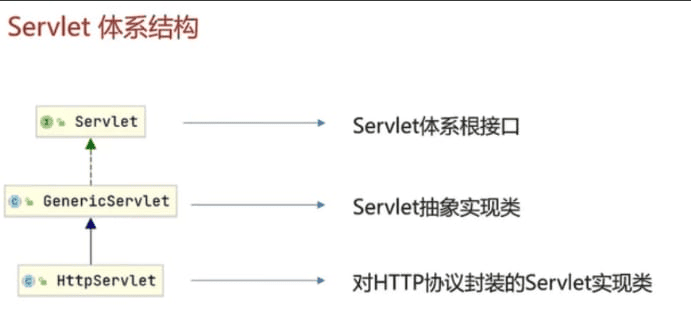 Servlet 体系结构
Servlet
Servlet体系根接口
GenericServlet
Servlet抽象实现类
HttpServlet
对HTTP协议封装的Servlet实现类